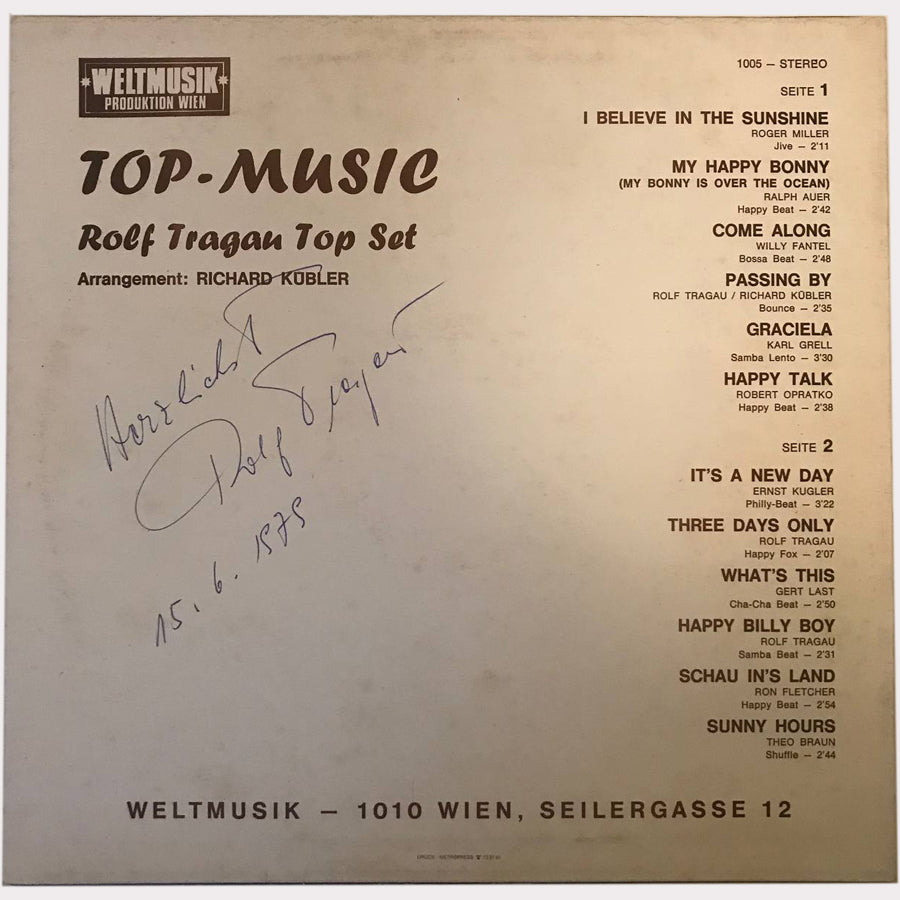 WELTMUSIK
PRODUKTION WIEN
TOP-MUSIC
Rolf Tragau Top Set
Arrangement: RICHARD KÜBLER
Herzlichst
Rolf Tragau
15. 6. 1979
1005 — STEREO
SEITE 1
I BELIEVE IN THE SUNSHINE
ROGER MILLER
Jive — 2'11
MY HAPPY BONNY
(MY BONNY IS OVER THE OCEAN)
RALPH AUER
Happy Beat — 2'42
COME ALONG
WILLY FANTEL
Bossa Beat — 2'48
PASSING BY
ROLF TRAGAU / RICHARD KÜBLER
Bounce — 2'35
GRACIELA
KARL GRELL
Samba Lento — 3'30
HAPPY TALK
ROBERT OPRATKO
Happy Beat — 2'38
SEITE 2
IT'S A NEW DAY
ERNST KUGLER
Philly-Beat — 3'22
THREE DAYS ONLY
ROLF TRAGAU
Happy Fox — 2'07
WHAT'S THIS
GERT LAST
Cha-Cha Beat — 2'50
HAPPY BILLY BOY
ROLF TRAGAU
Samba Beat — 2'31
SCHAU IN'S LAND
RON FLETCHER
Happy Beat — 2'54
SUNNY HOURS
THEO BRAUN
Shuffle — 2'44
WELTMUSIK — 1010 WIEN, SEILERGASSE 12
DRUCK: METROPRESS